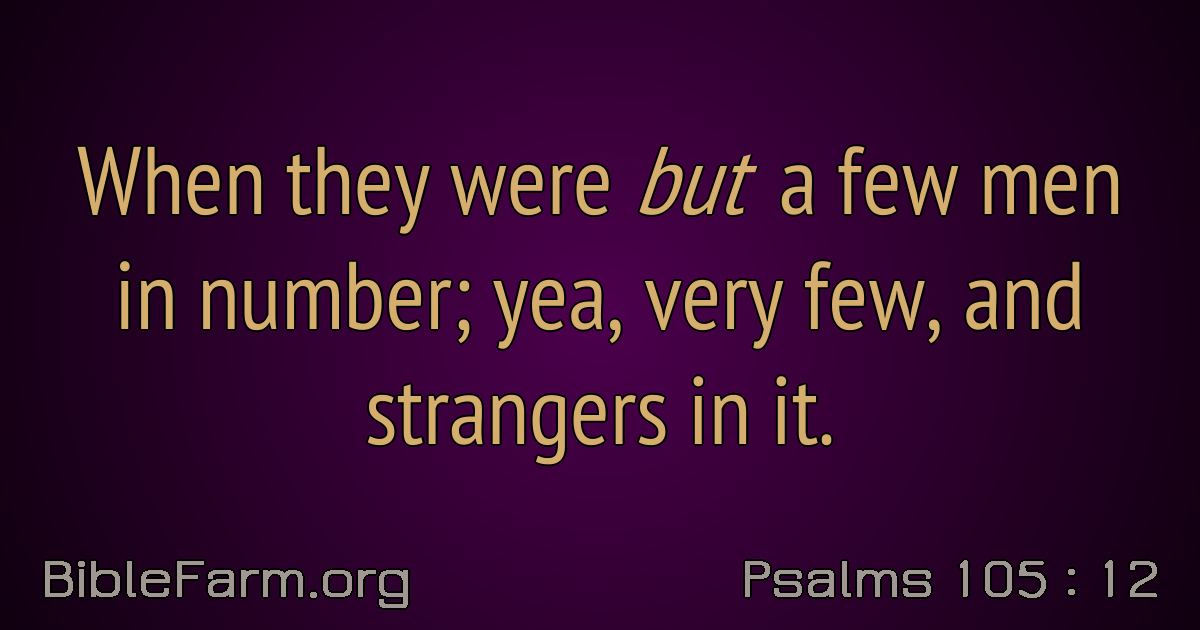 When they were but a few men
in number; yea, very few, and
strangers in it.
BibleFarm.org
Psalms 105 : 12